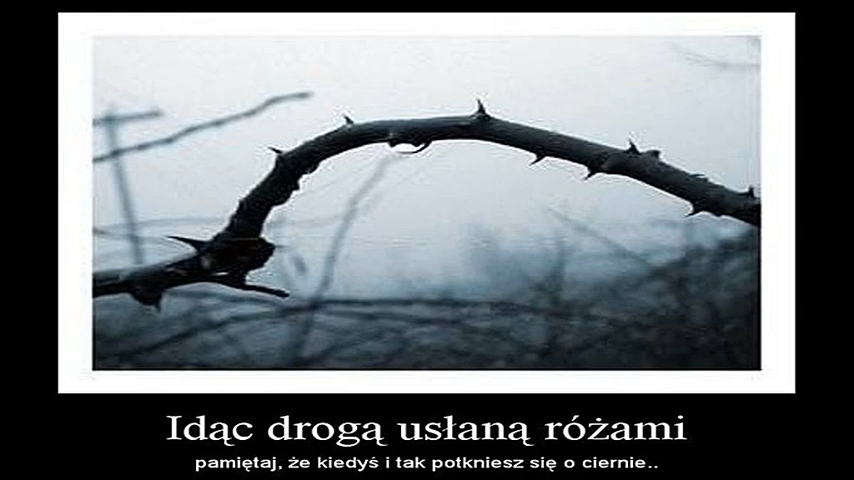 Idąc drogą usłaną różami
pamiętaj, że kiedyś i tak potkniesz się o ciernie..